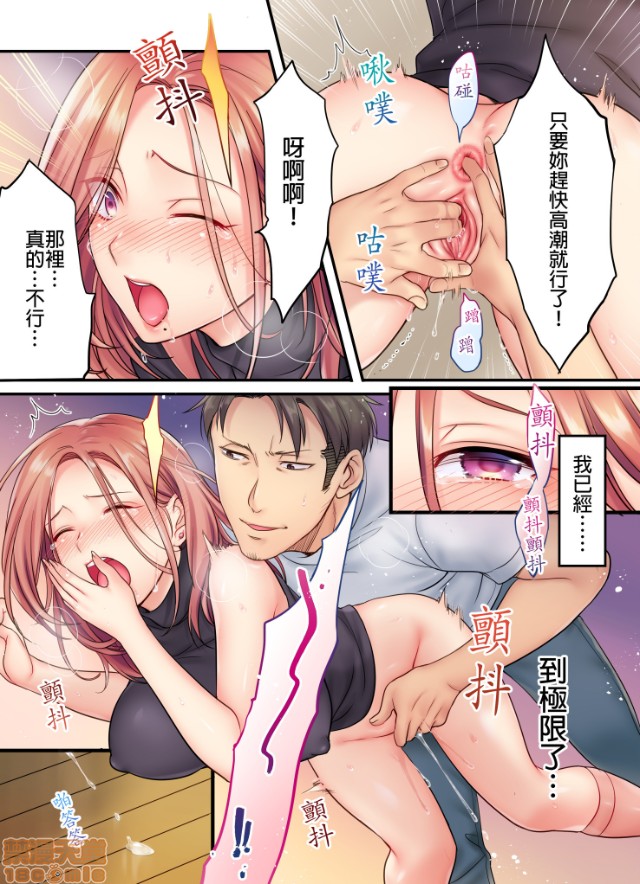 只要妳趕快高潮就行了！
咕碰
啾噗
咕噗
蹭
蹭
顫抖
呀啊啊！
那裡…
真的…不行…
顫抖
我已經……
顫抖顫抖
到極限了…
顫抖
顫抖
顫抖
啪答答
!!